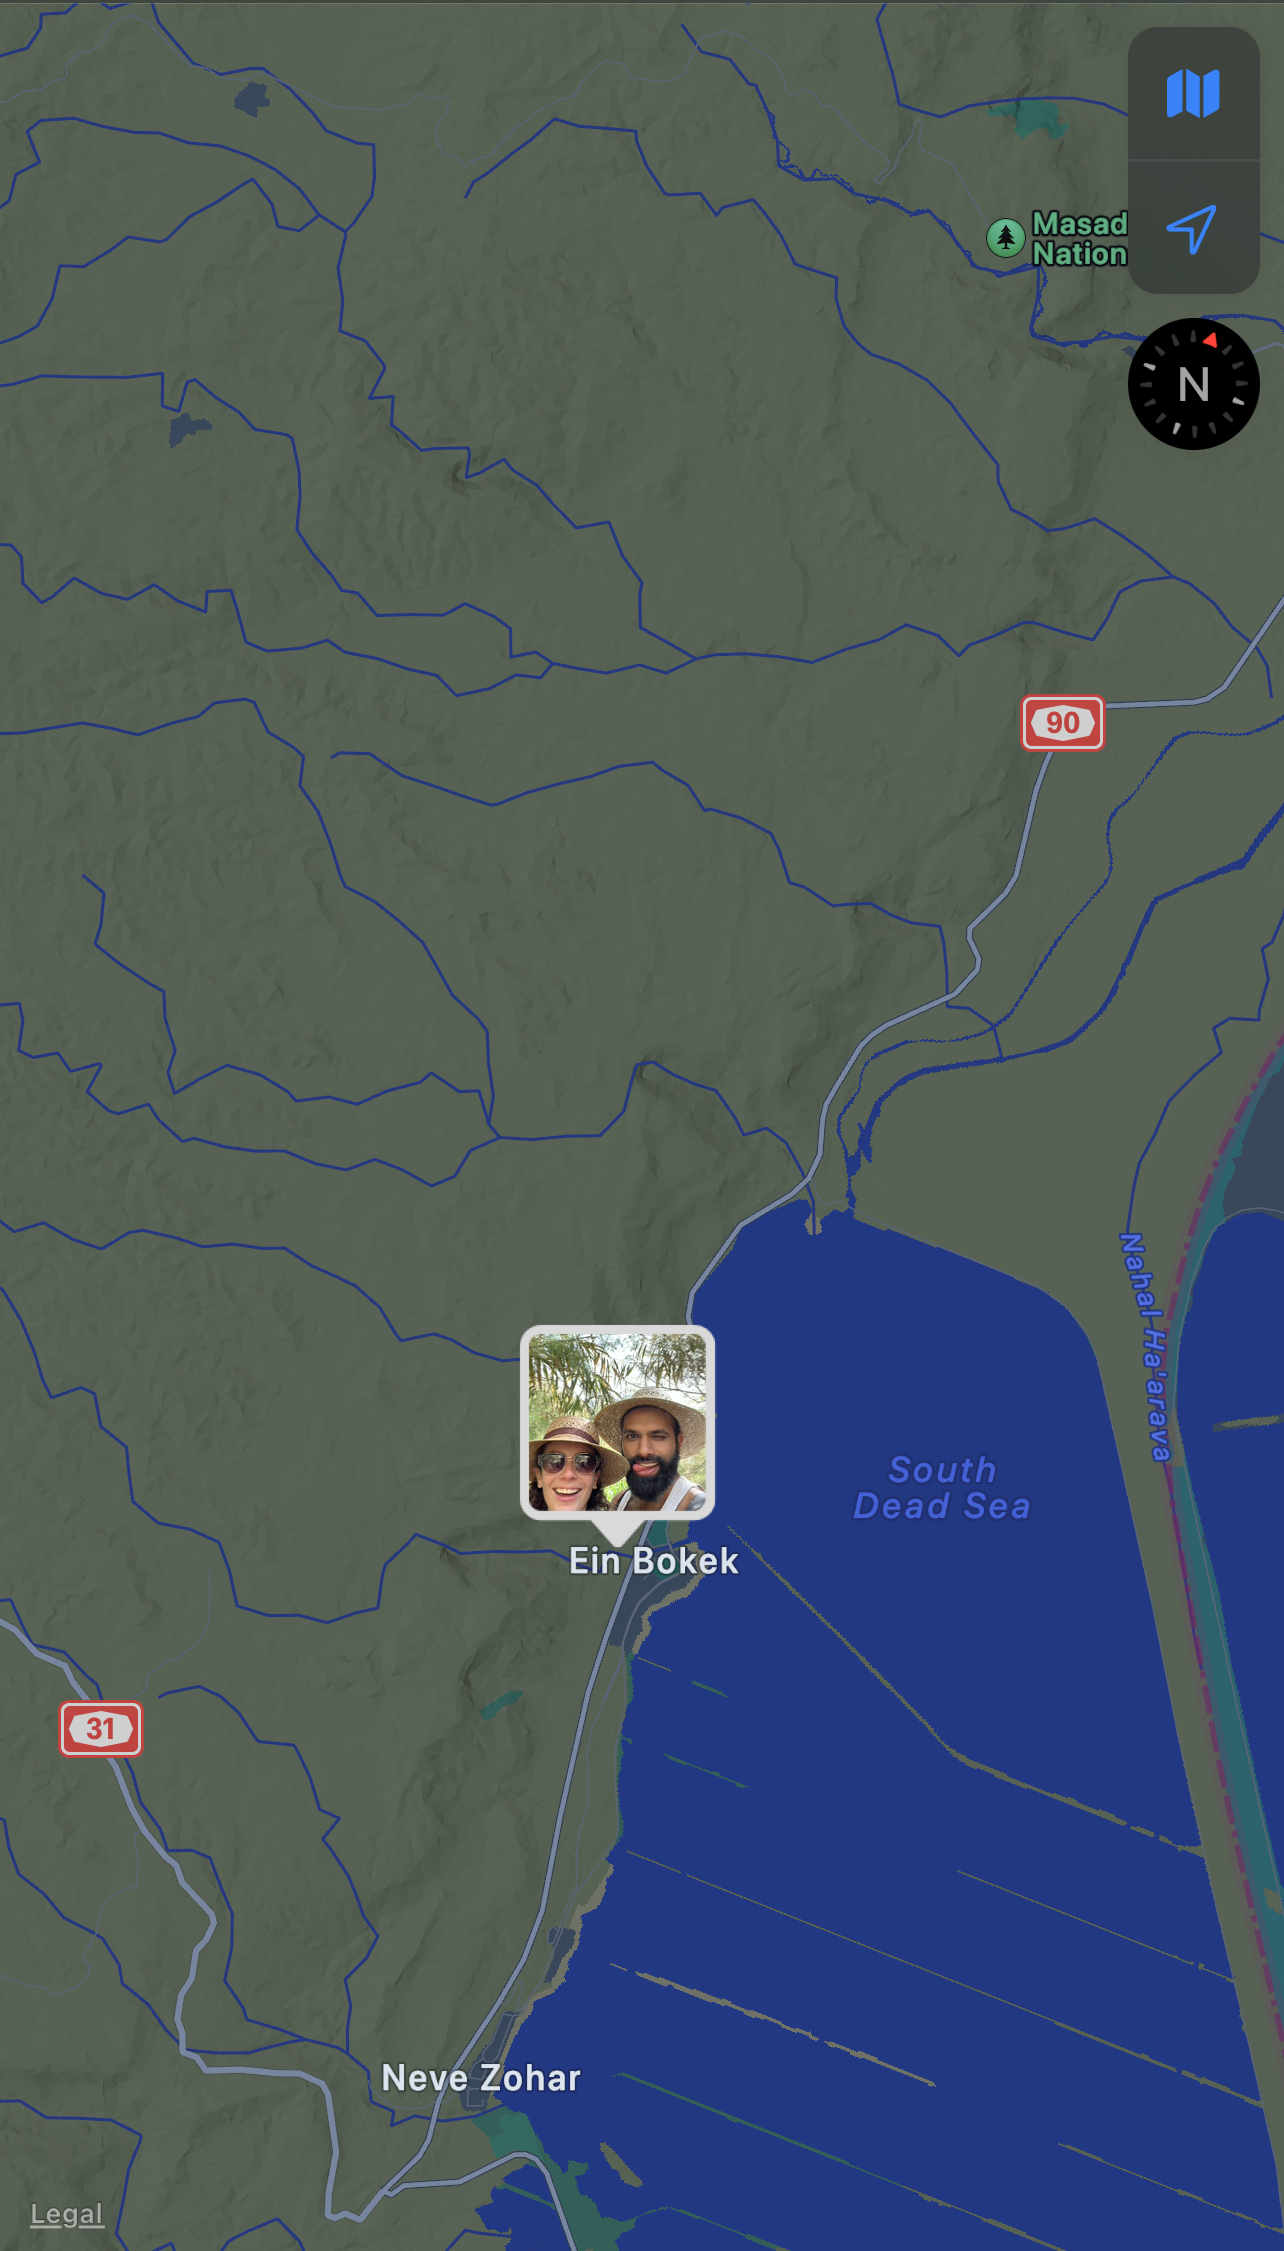 Masad
Nation
N
90
Nahal Ha'arava
South
Dead Sea
Ein Bokek
31
Neve Zohar
Legal